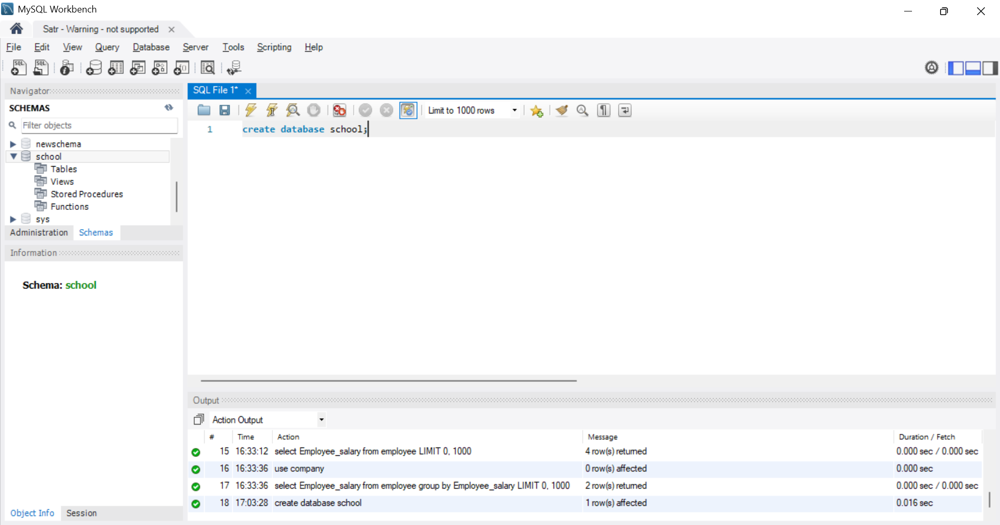 MySQL Workbench
Satr - Warning - not supported
File Edit View Query Database Server Tools Scripting Help
Navigator
SCHEMAS
Filter objects
newschema
school
Tables
Views
Stored Procedures
Functions
sys
Administration Schemas
Information
Schema: school
Object Info Session
SQL File 1*
Limit to 1000 rows
1 create database school;
Output
Action Output
# Time Action Message Duration / Fetch
15 16:33:12 select Employee_salary from employee LIMIT 0, 1000 4 row(s) returned 0.000 sec / 0.000 sec
16 16:33:36 use company 0 row(s) affected 0.000 sec
17 16:33:36 select Employee_salary from employee group by Employee_salary LIMIT 0, 1000 2 row(s) returned 0.000 sec / 0.000 sec
18 17:03:28 create database school 1 row(s) affected 0.016 sec